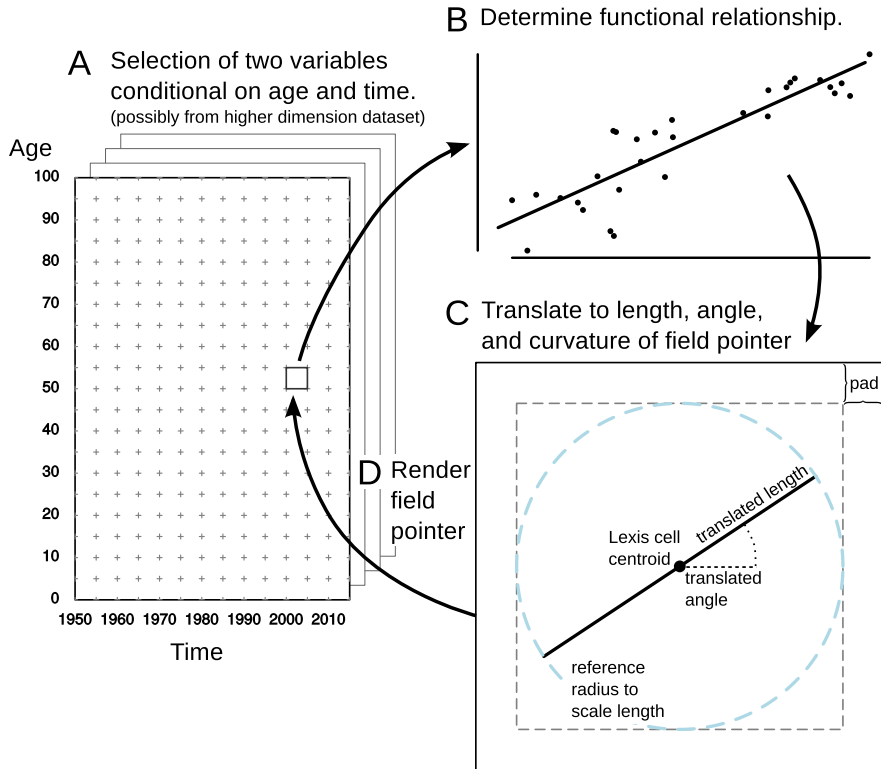 A
Selection of two variables
conditional on age and time.
(possibly from higher dimension dataset)
Age
100
90
80
70
60
50
40
30
20
10
0
1950 1960 1970 1980 1990 2000 2010
Time
B
Determine functional relationship.
C
Translate to length, angle,
and curvature of field pointer
pad
translated length
Lexis cell
centroid
translated
angle
reference
radius to
scale length
D
Render
field
pointer